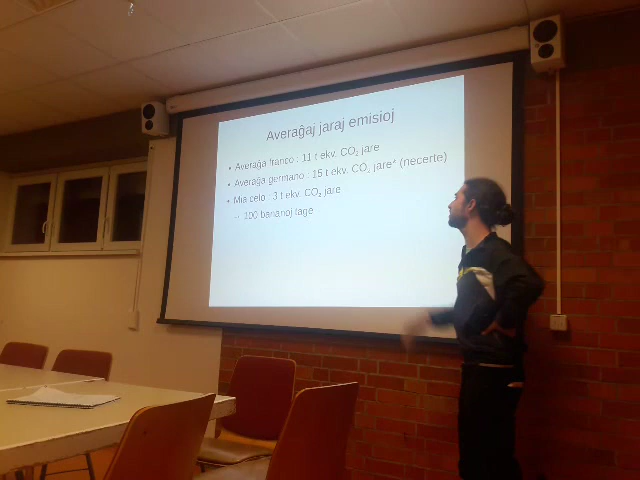 Averaĝaj jaraj emisioj
• Averaĝa franco : 11 t ekv. CO₂ jare
• Averaĝa germano : 15 t ekv. CO₂ jare* (necerte)
• Mia celo : 3 t ekv. CO₂ jare
– 100 bananoj tage